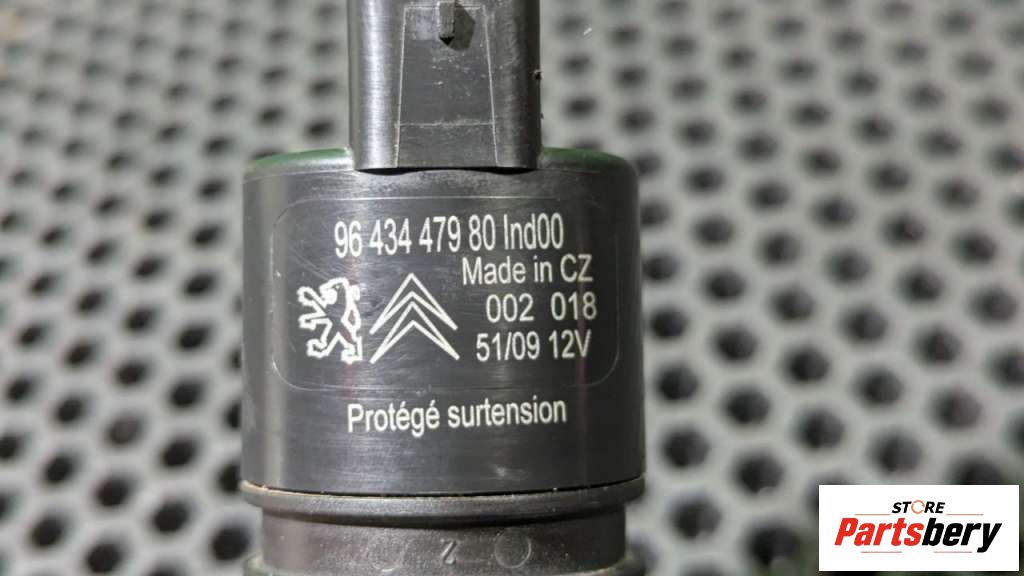 96 434 479 80 Ind00
Made in CZ
002 018
51/09 12V
Protégé surtension
Z
STORE
Partsbery